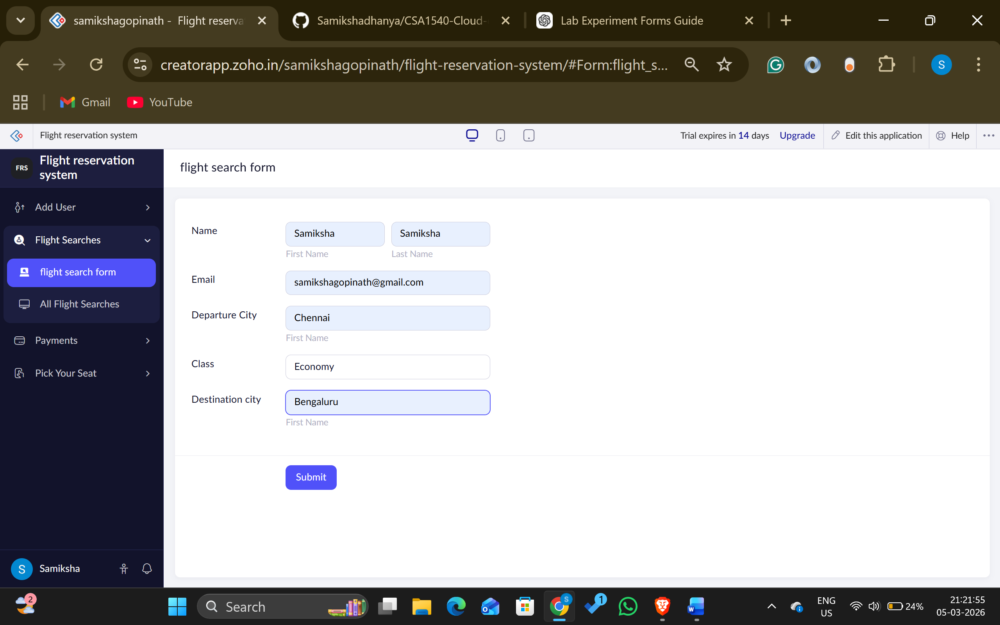 samikshagopinath - Flight reserva
Samikshadhanya/CSA1540-Cloud-
Lab Experiment Forms Guide
creatorapp.zoho.in/samikshagopinath/flight-reservation-system/#Form:flight_s...
S
Gmail
YouTube
Flight reservation system
Trial expires in 14 days
Upgrade
Edit this application
Help
FRS
Flight reservation
system
flight search form
Add User
Flight Searches
flight search form
All Flight Searches
Payments
Pick Your Seat
Name
Samiksha
Samiksha
First Name
Last Name
Email
samikshagopinath@gmail.com
Departure City
Chennai
First Name
Class
Economy
Destination city
Bengaluru
First Name
Submit
S
Samiksha
2
Search
S
1
ENG
US
24%
21:21:55
05-03-2026